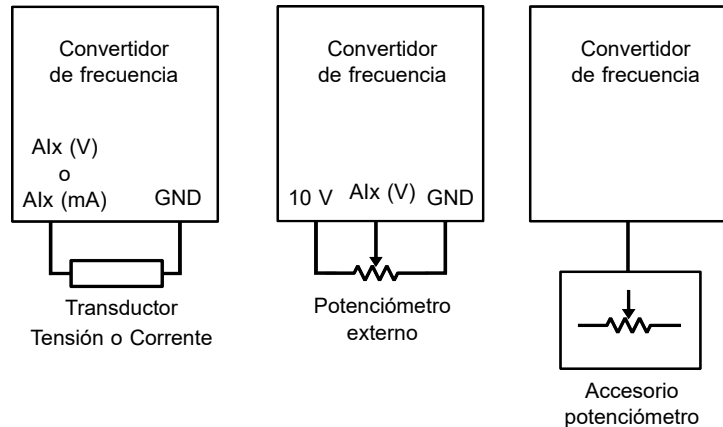 Convertidor
de frecuencia
AIx (V)
o
AIx (mA)
GND
Transductor
Tensión o Corrente
Convertidor
de frecuencia
10 V
AIx (V)
GND
Potenciómetro
externo
Convertidor
de frecuencia
Accesorio
potenciómetro